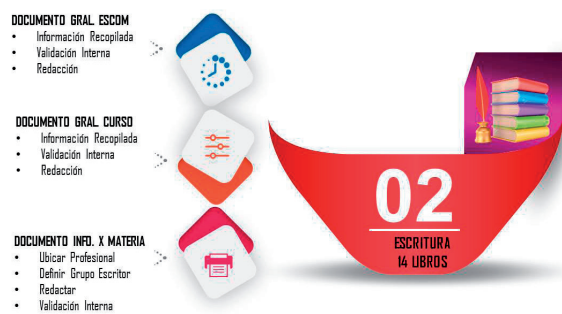 DOCUMENTO GRAL. ESCOM
• Información Recopilada
• Validación Interna
• Redacción
DOCUMENTO GRAL. CURSO
• Información Recopilada
• Validación Interna
• Redacción
DOCUMENTO INFO. X MATERIA
• Ubicar Profesional
• Definir Grupo Escritor
• Redactar
• Validación Interna
02
ESCRITURA
14 LIBROS